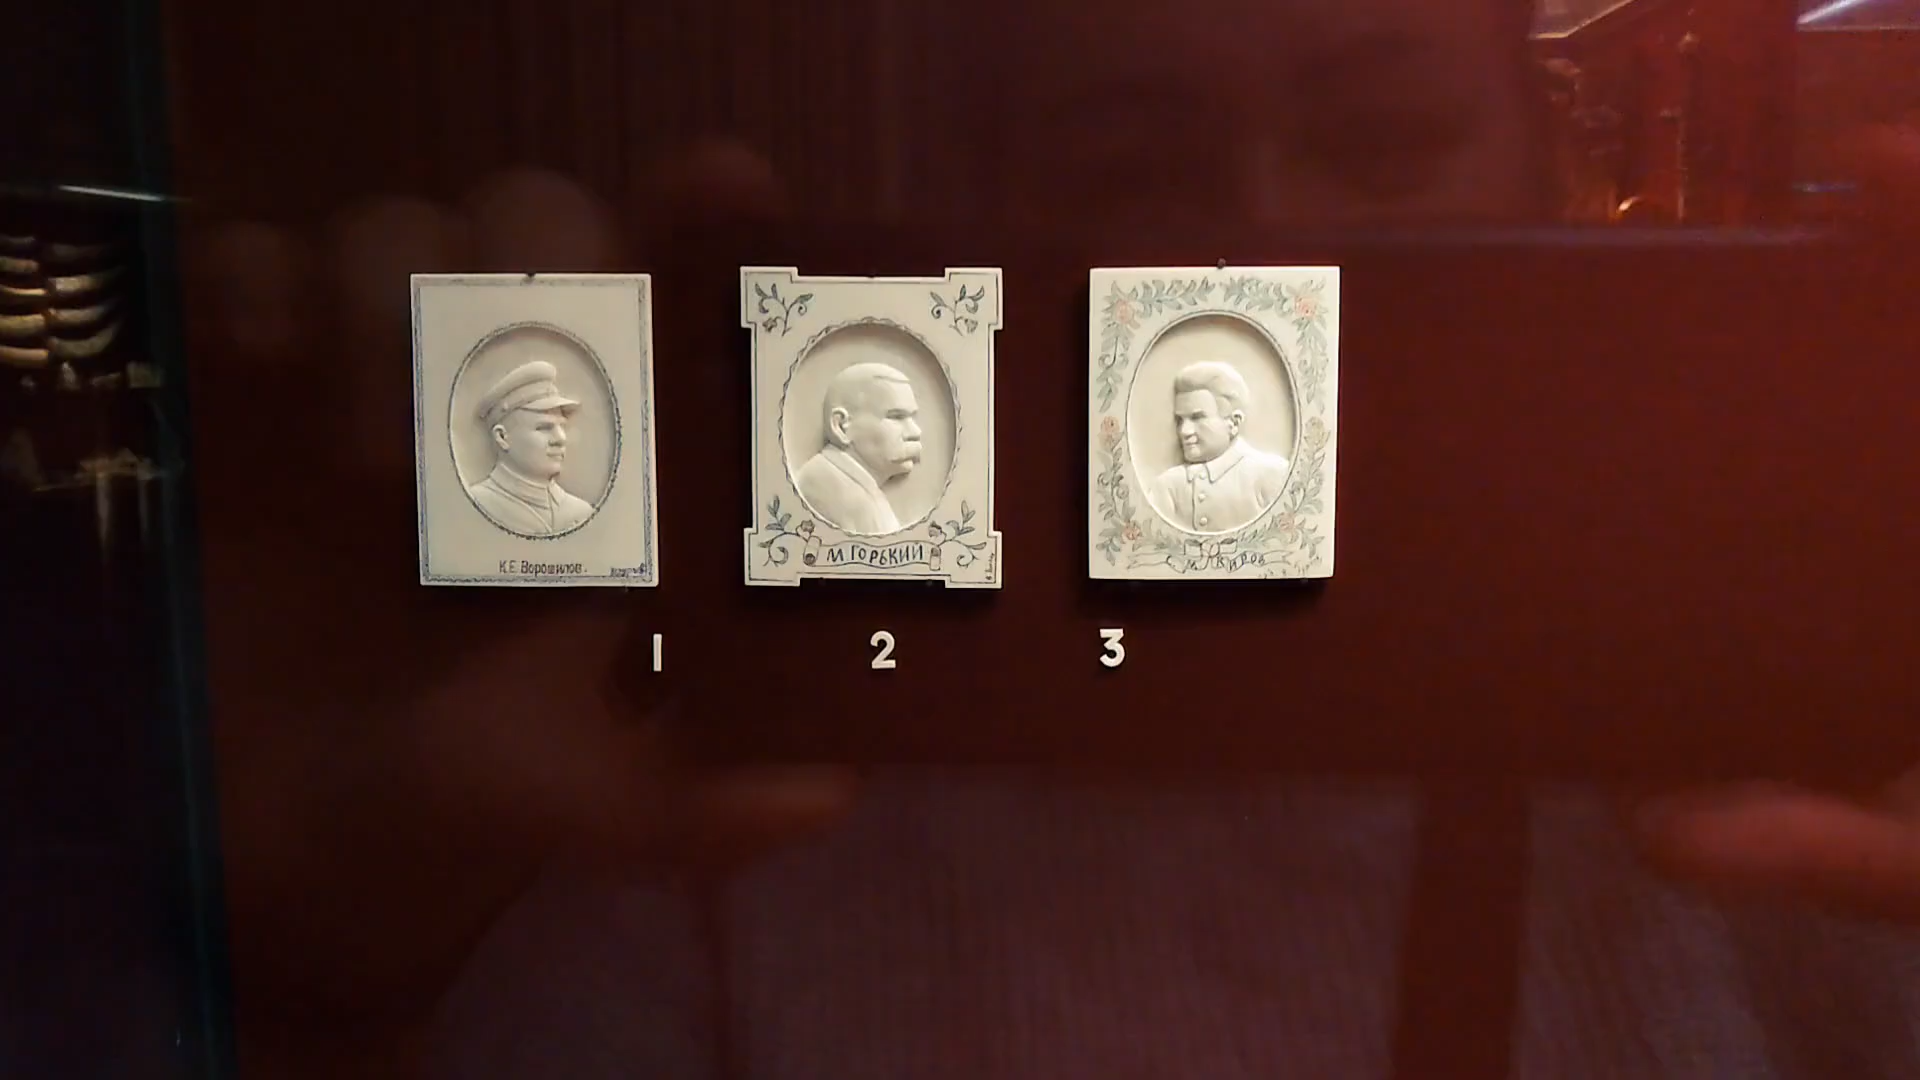 К.Е. Ворошилов.
М. ГОРЬКИЙ
С. М. КИРОВ
1
2
3